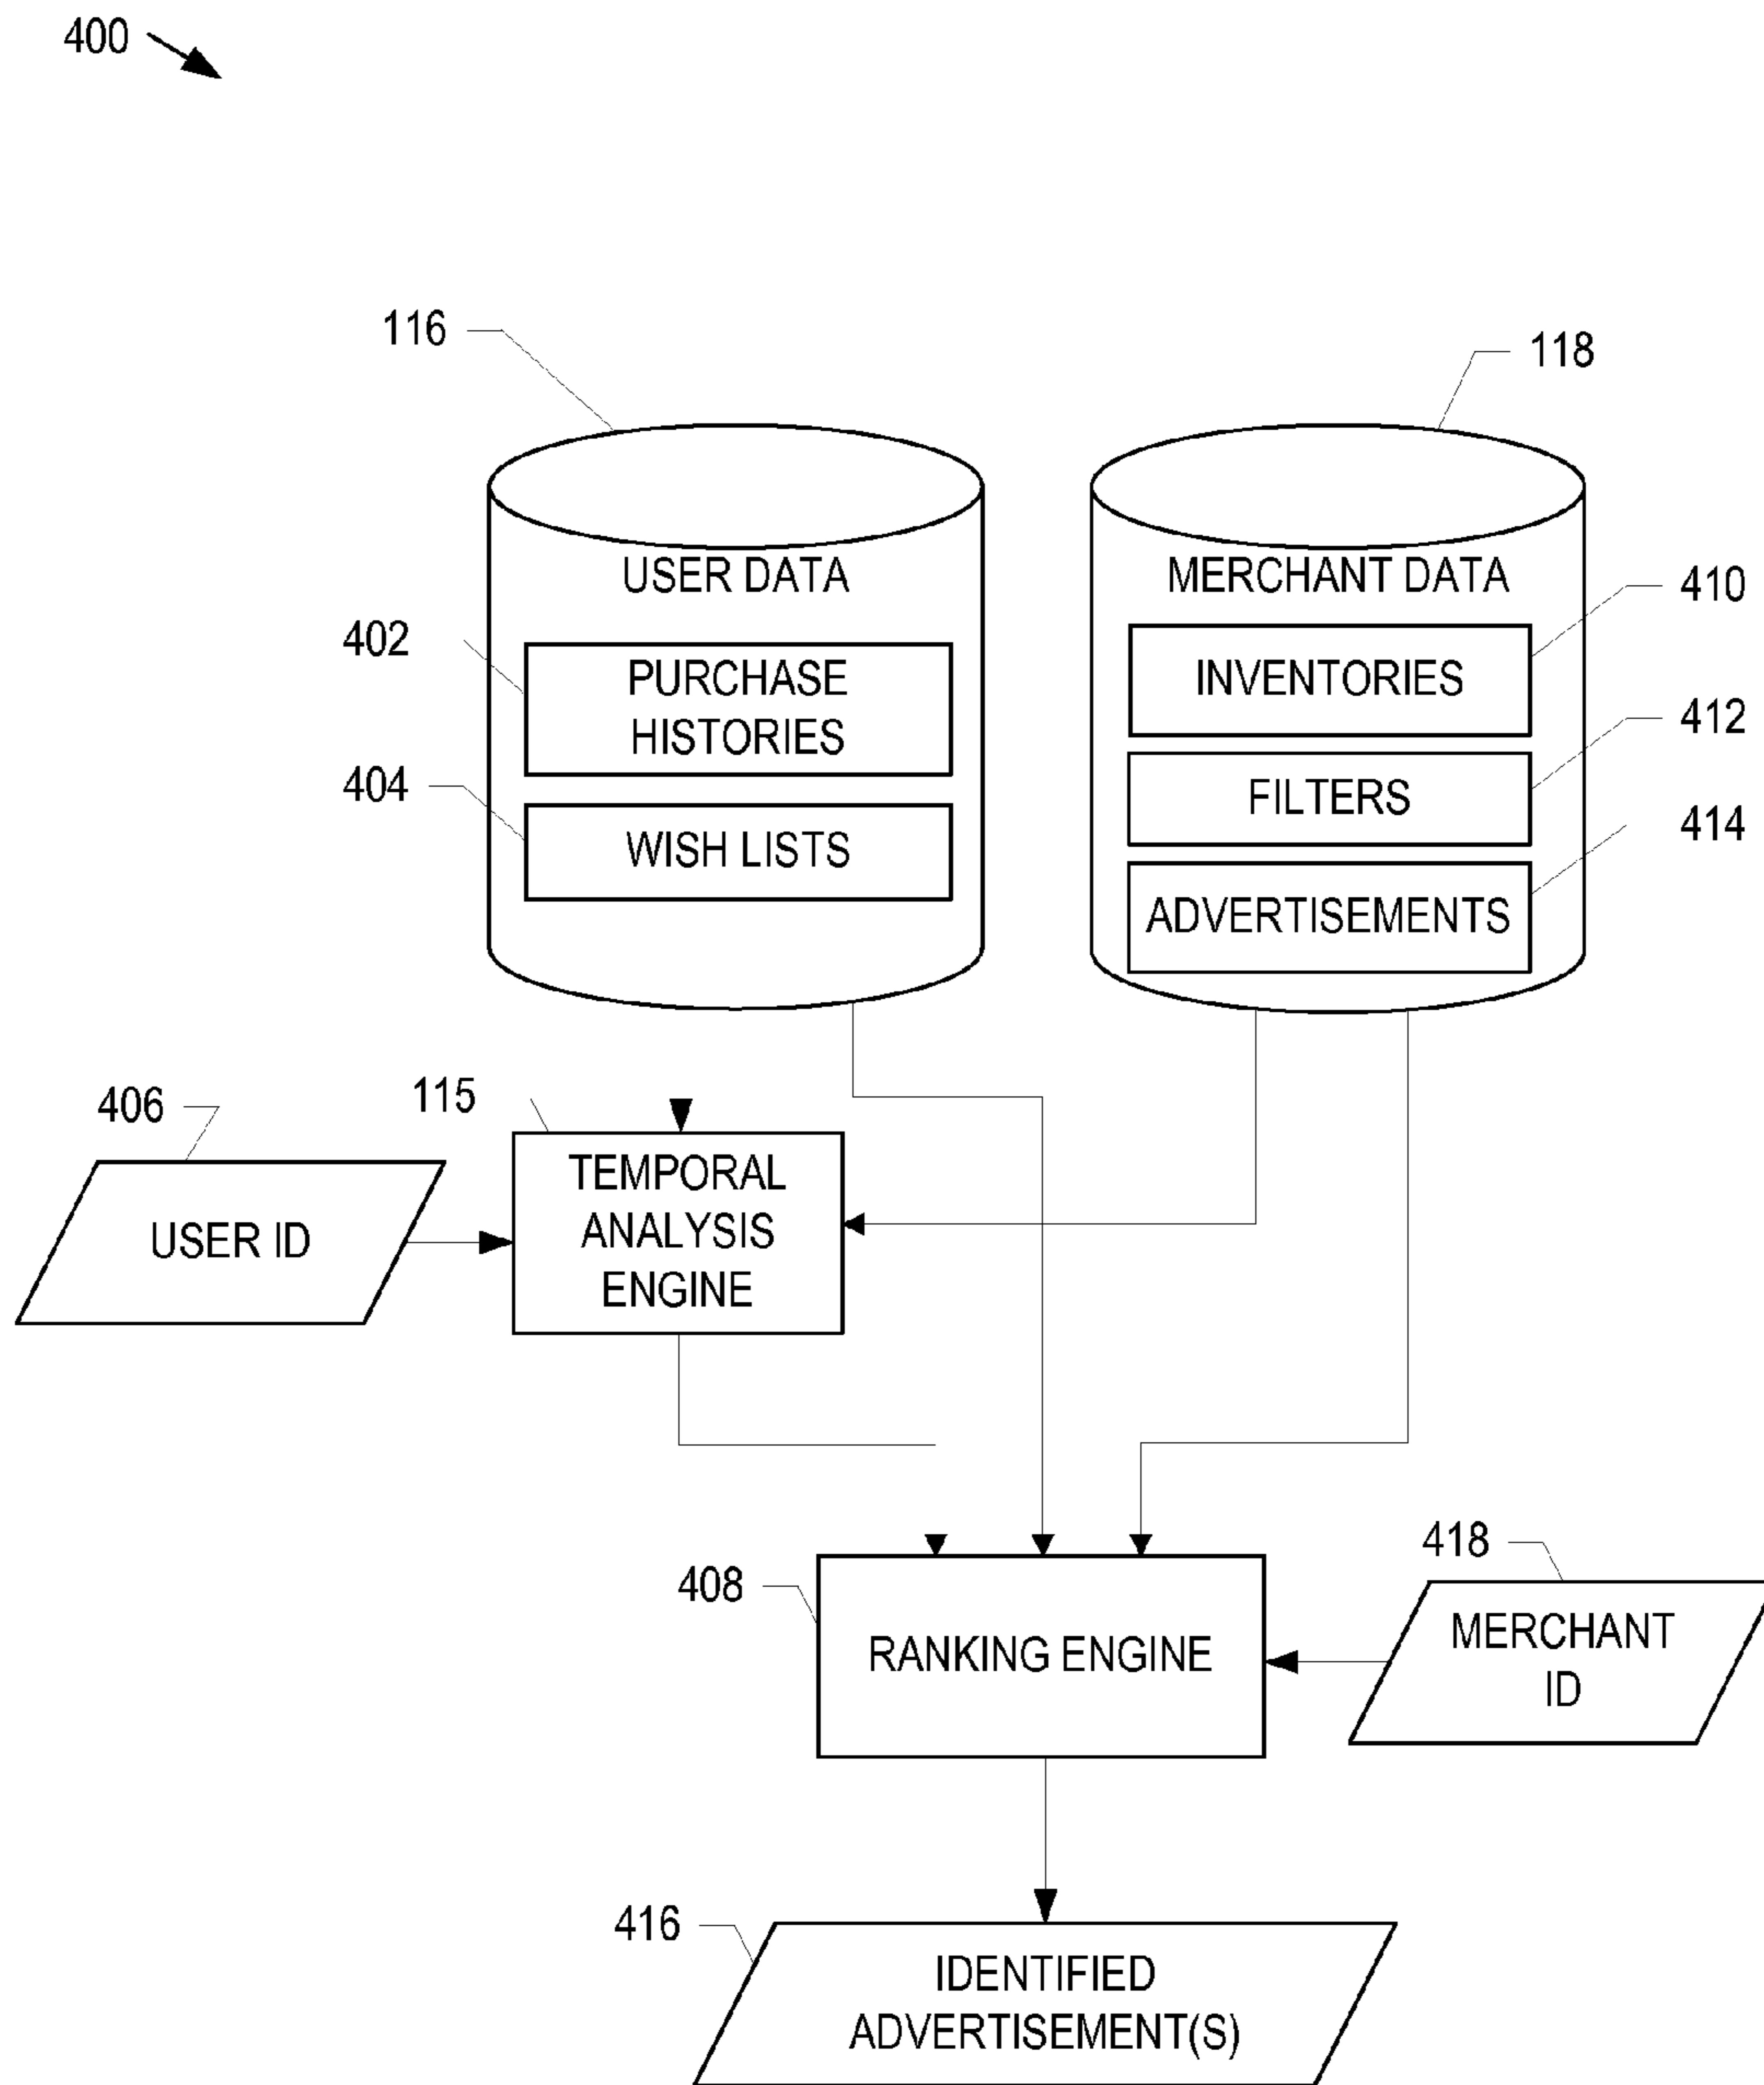 400
116
118
USER DATA
MERCHANT DATA
410
402
PURCHASE
HISTORIES
INVENTORIES
412
404
WISH LISTS
FILTERS
414
ADVERTISEMENTS
406
115
USER ID
TEMPORAL
ANALYSIS
ENGINE
418
408
RANKING ENGINE
MERCHANT
ID
416
IDENTIFIED
ADVERTISEMENT(S)